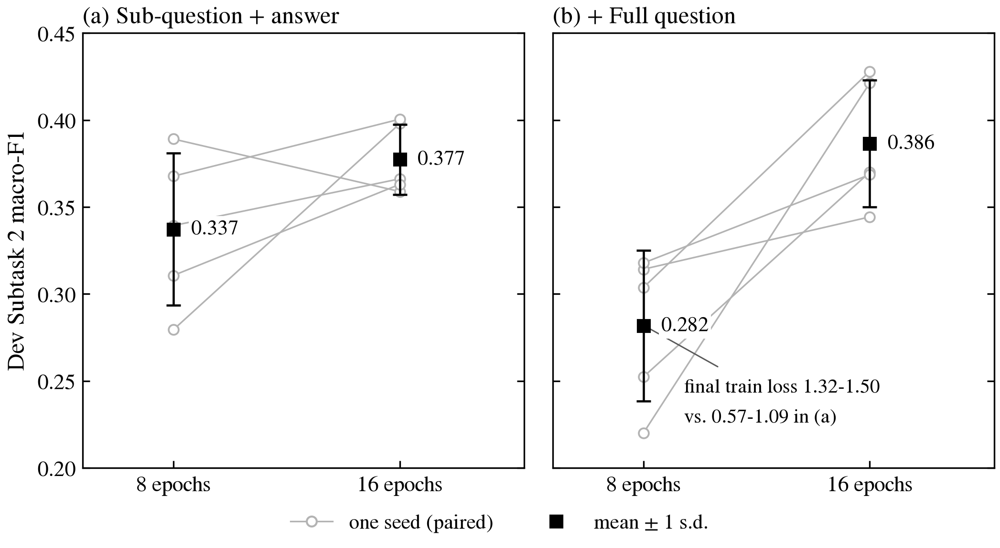 (a) Sub-question + answer
(b) + Full question
Dev Subtask 2 macro-F1
0.45
0.40
0.35
0.30
0.25
0.20
0.337
0.377
0.282
0.386
final train loss 1.32-1.50
vs. 0.57-1.09 in (a)
8 epochs
16 epochs
8 epochs
16 epochs
one seed (paired)
mean ± 1 s.d.